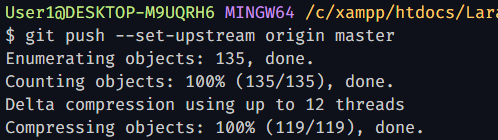 User1@DESKTOP-M9UQRH6 MINGW64 /c/xampp/htdocs/Lara
$ git push --set-upstream origin master
Enumerating objects: 135, done.
Counting objects: 100% (135/135), done.
Delta compression using up to 12 threads
Compressing objects: 100% (119/119), done.